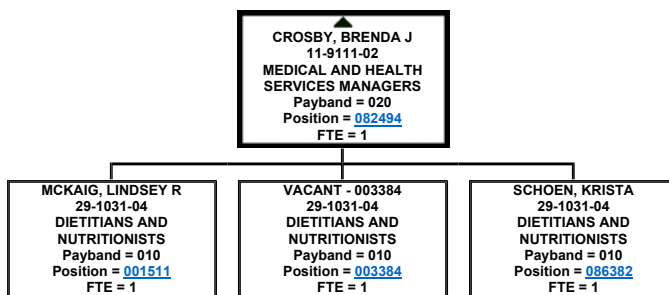 CROSBY, BRENDA J
11-9111-02
MEDICAL AND HEALTH
SERVICES MANAGERS
Payband = 020
Position = 082494
FTE = 1
MCKAIG, LINDSEY R
29-1031-04
DIETITIANS AND
NUTRITIONISTS
Payband = 010
Position = 001511
FTE = 1
VACANT - 003384
29-1031-04
DIETITIANS AND
NUTRITIONISTS
Payband = 010
Position = 003384
FTE = 1
SCHOEN, KRISTA
29-1031-04
DIETITIANS AND
NUTRITIONISTS
Payband = 010
Position = 086382
FTE = 1